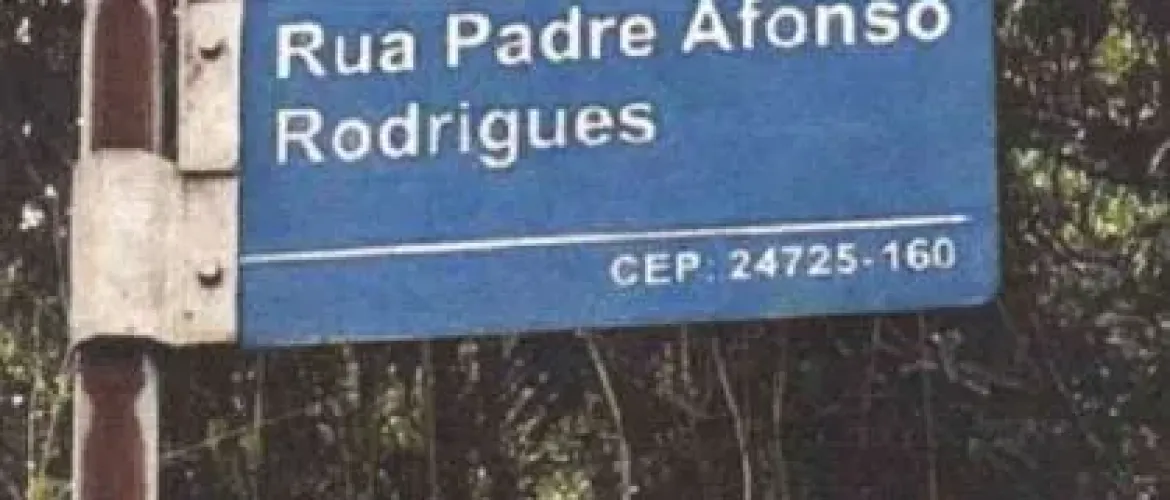 Rua Padre Afonso
Rodrigues
CEP: 24725-160